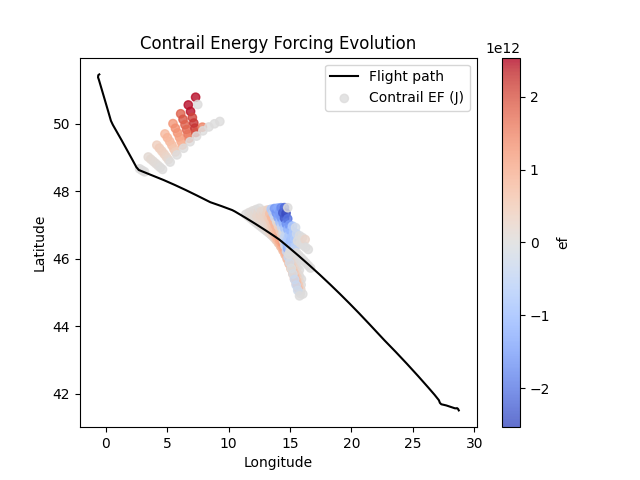 Contrail Energy Forcing Evolution
1e12
Flight path
Contrail EF (J)
50
48
46
44
42
Latitude
0
5
10
15
20
25
30
Longitude
2
1
0
−1
−2
ef